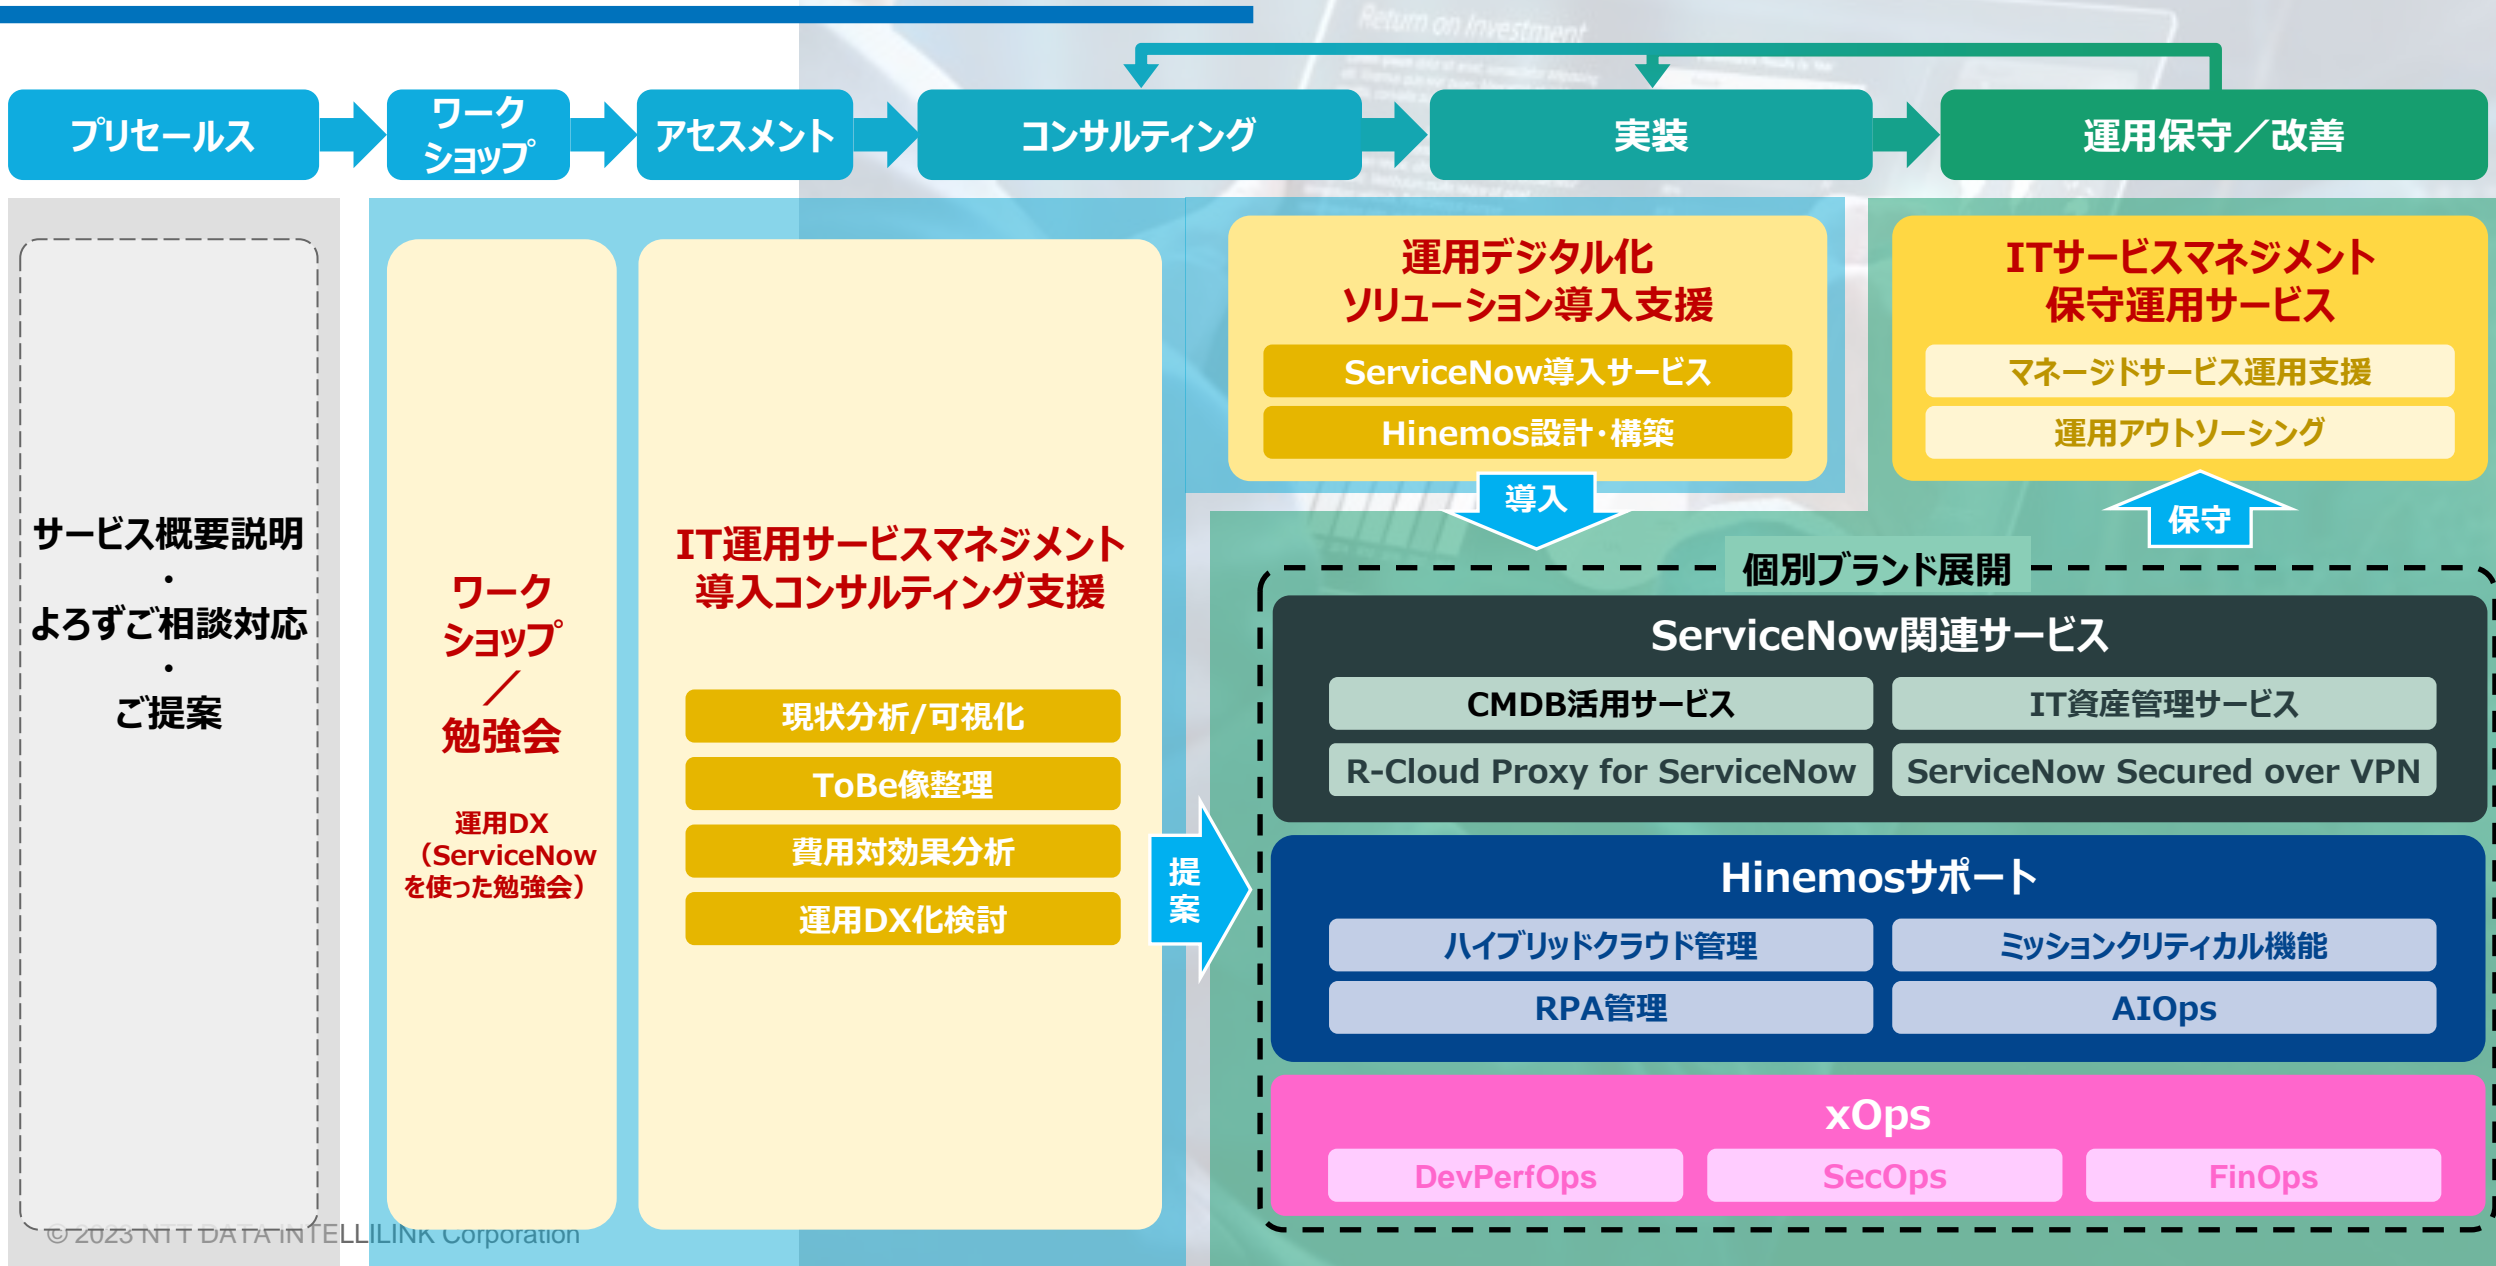 Return on Investment
プリセールス
ワーク
ショップ
アセスメント
コンサルティング
実装
運用保守／改善
サービス概要説明
・
よろずご相談対応
・
ご提案
ワーク
ショップ
／
勉強会
運用DX
（ServiceNow
を使った勉強会）
IT運用サービスマネジメント
導入コンサルティング支援
現状分析/可視化
ToBe像整理
費用対効果分析
運用DX化検討
提
案
運用デジタル化
ソリューション導入支援
ServiceNow導入サービス
Hinemos設計・構築
導入
ITサービスマネジメント
保守運用サービス
マネージドサービス運用支援
運用アウトソーシング
保守
個別ブランド展開
ServiceNow関連サービス
CMDB活用サービス
IT資産管理サービス
R-Cloud Proxy for ServiceNow
ServiceNow Secured over VPN
Hinemosサポート
ハイブリッドクラウド管理
ミッションクリティカル機能
RPA管理
AIOps
xOps
DevPerfOps
SecOps
FinOps
© 2023 NTT DATA INTELLILINK Corporation